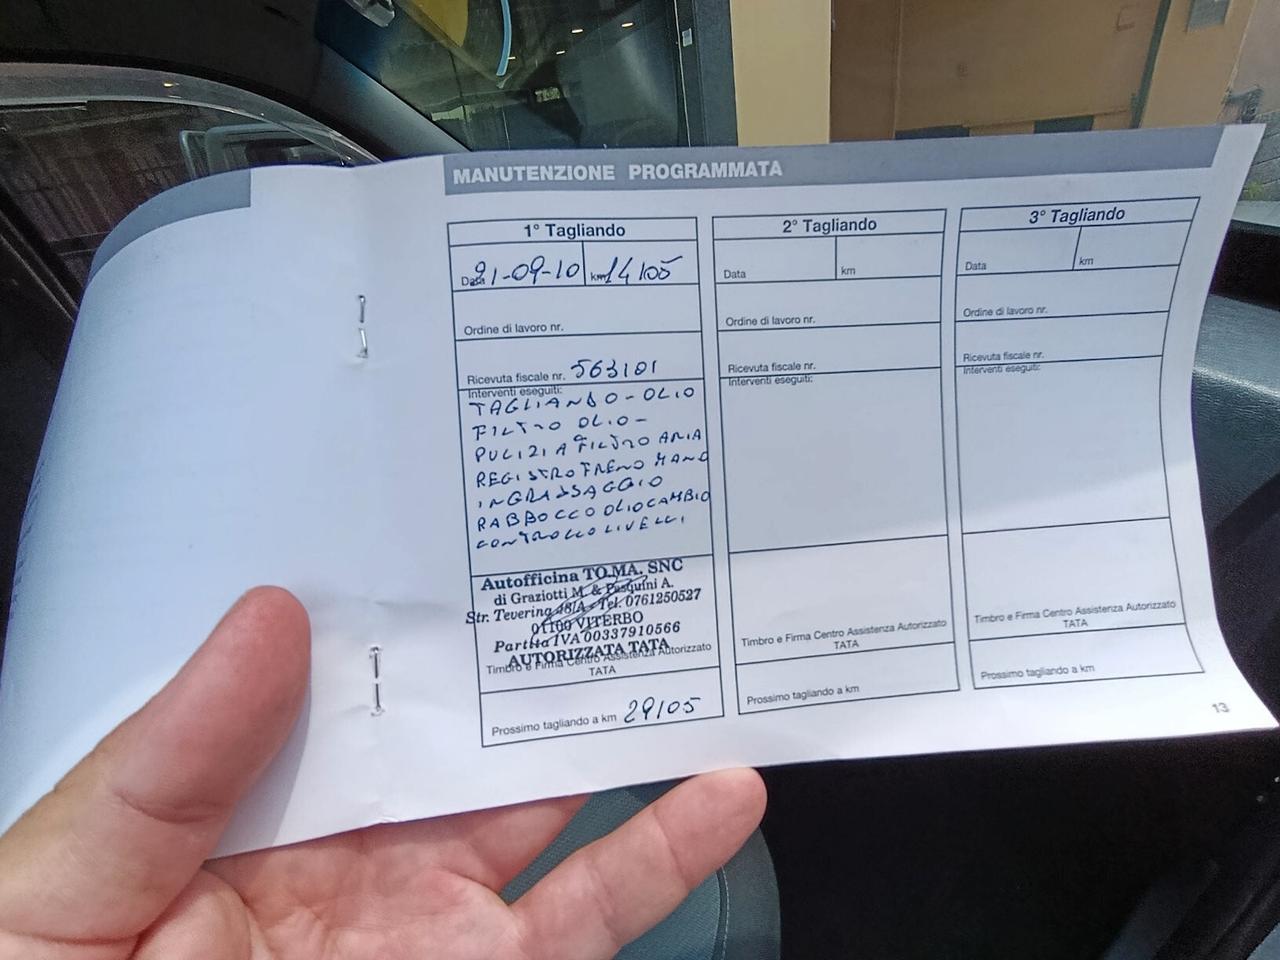 MANUTENZIONE PROGRAMMATA
1° Tagliando
Data 21-09-10 km 14105
Ordine di lavoro nr.
Ricevuta fiscale nr. 563101
Interventi eseguiti:
TAGLIANDO - OLIO
FILTRO OLIO -
PULIZIA FILTRO ARIA
REGISTRO FRENO MANO
INGRASSAGGIO
RABBOCCO OLIO CAMBIO
CONTROLLO LIVELLI
Autofficina TO.MA. SNC
di Graziotti M. & Pasquini A.
Str. Teverina 48/A - Tel. 0761250527
01100 VITERBO
Partita IVA 00337910566
AUTORIZZATA TATA
Timbro e Firma Centro Assistenza Autorizzato
TATA
Prossimo tagliando a km 29105
2° Tagliando
Data km
Ordine di lavoro nr.
Ricevuta fiscale nr.
Interventi eseguiti:
Timbro e Firma Centro Assistenza Autorizzato
TATA
Prossimo tagliando a km
3° Tagliando
Data km
Ordine di lavoro nr.
Ricevuta fiscale nr.
Interventi eseguiti:
Timbro e Firma Centro Assistenza Autorizzato
TATA
Prossimo tagliando a km
13